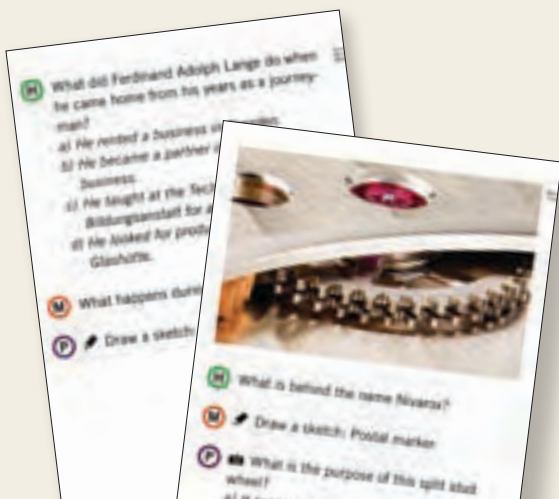 H What did Ferdinand Adolph Lange do when
he came home from his years as a journey-
man?
a) He rented a business
b) He became a partner
business.
c) He taught at the
Bildungsanstalt for
d) He looked for
Glashütte.
M What happens
P Draw a sketch:
H What is behind the name Nivarox?
M Draw a sketch: Postal marker
P What is the purpose of this split
wheel?